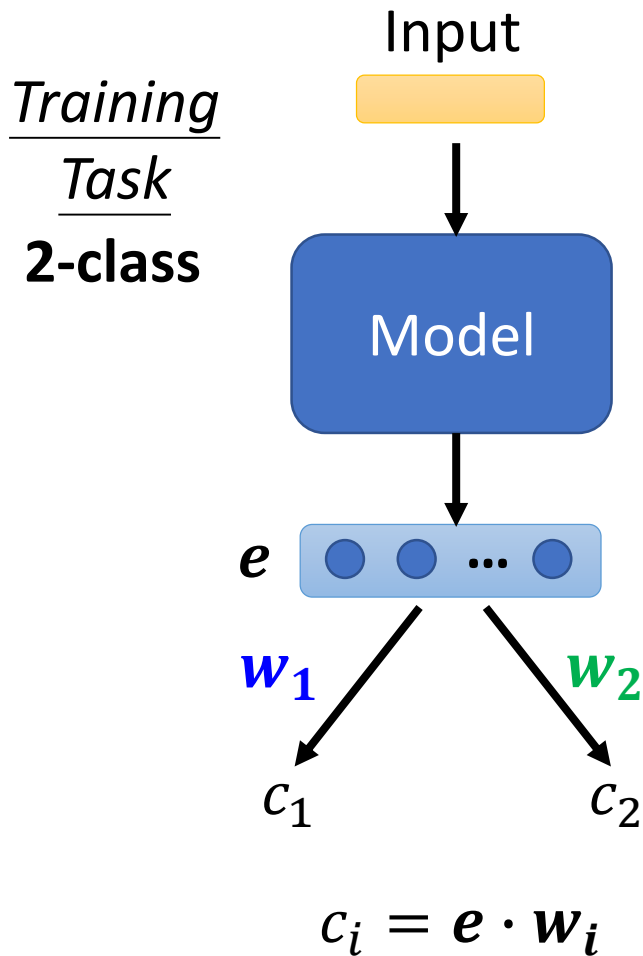 Input
Training
Task
2-class
Model
e ...
w₁ w₂
c₁ c₂
cᵢ = e · wᵢ